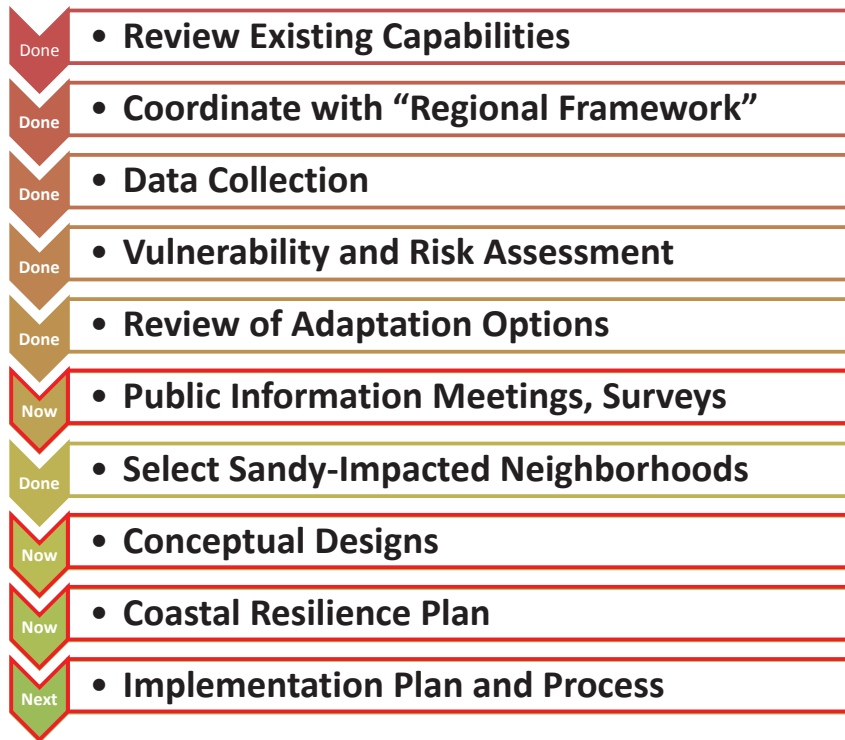 Done
• Review Existing Capabilities
Done
• Coordinate with “Regional Framework”
Done
• Data Collection
Done
• Vulnerability and Risk Assessment
Done
• Review of Adaptation Options
Now
• Public Information Meetings, Surveys
Done
• Select Sandy-Impacted Neighborhoods
Now
• Conceptual Designs
Now
• Coastal Resilience Plan
Next
• Implementation Plan and Process